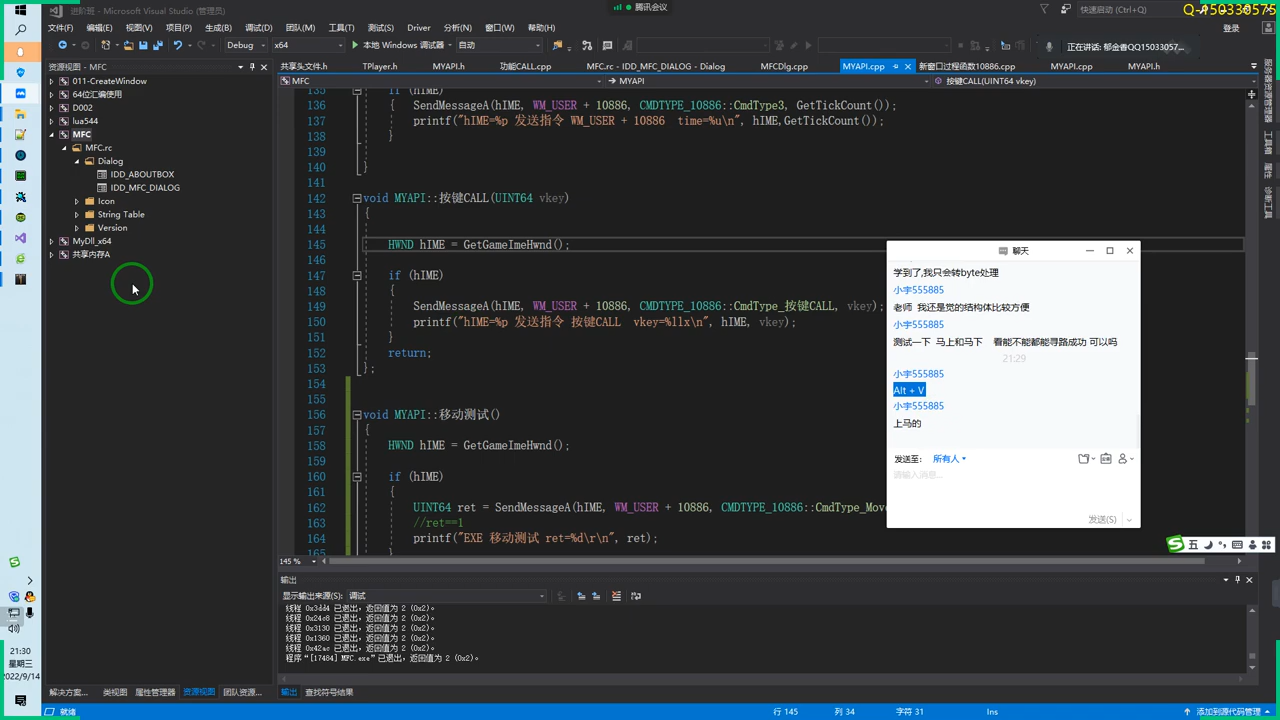 腾讯会议
进阶班 - Microsoft Visual Studio (管理员)
快速启动 (Ctrl+Q)
Q-150330575
文件(F) 编辑(E) 视图(V) 项目(P) 生成(B) 调试(D) 团队(M) 工具(T) 测试(S) Driver 分析(N) 窗口(W) 帮助(H)
登录
Debug x64 本地 Windows 调试器 自动
正在讲话: 郁金香QQ15033057...
资源视图 - MFC
共享头文件.h TPlayer.h MYAPI.h 功能CALL.cpp MFC.rc - IDD_MFC_DIALOG - Dialog MFCDlg.cpp MYAPI.cpp 新窗口过程函数10886.cpp MYAPI.cpp MYAPI.h
MFC MYAPI 按键CALL(UINT64 vkey)
011-CreateWindow
64位汇编使用
D002
lua544
MFC
MFC.rc
Dialog
IDD_ABOUTBOX
IDD_MFC_DIALOG
Icon
String Table
Version
MyDll_x64
共享内存A
135 if (hIME)
136 { SendMessageA(hIME, WM_USER + 10886, CMDTYPE_10886::CmdType3, GetTickCount());
137 printf("hIME=%p 发送指令 WM_USER + 10886 time=%u\n", hIME,GetTickCount());
138 }
139
140 }
141
142 void MYAPI::按键CALL(UINT64 vkey)
143 {
144
145 HWND hIME = GetGameImeHwnd();
146
147 if (hIME)
148 {
149 SendMessageA(hIME, WM_USER + 10886, CMDTYPE_10886::CmdType_按键CALL, vkey);
150 printf("hIME=%p 发送指令 按键CALL vkey=%llx\n", hIME, vkey);
151 }
152 return;
153 };
154
155
156 void MYAPI::移动测试()
157 {
158 HWND hIME = GetGameImeHwnd();
159
160 if (hIME)
161 {
162 UINT64 ret = SendMessageA(hIME, WM_USER + 10886, CMDTYPE_10886::CmdType_Mov
163 //ret==1
164 printf("EXE 移动测试 ret=%d\r\n", ret);
165 }
聊天
学到了,我只会转byte处理
小宇555885
老师 我还是觉的结构体比较方便
小宇555885
测试一下 马上和马下 看能不能都能寻路成功 可以吗
21:29
小宇555885
Alt + V
小宇555885
上马的
发送至: 所有人
请输入消息...
发送(S)
五
服务器资源管理器
工具箱
属性
诊断工具
145 %
输出
显示输出来源(S): 调试
线程 0x3dd4 已退出，返回值为 2 (0x2)。
线程 0x24c8 已退出，返回值为 2 (0x2)。
线程 0x3130 已退出，返回值为 2 (0x2)。
线程 0x1360 已退出，返回值为 2 (0x2)。
线程 0x42ac 已退出，返回值为 2 (0x2)。
程序“[17484] MFC.exe”已退出，返回值为 2 (0x2)。
21:30
星期三
2022/9/14
解决方案... 类视图 属性管理器 资源视图 团队资源... 输出 查找符号结果
就绪 行 145 列 34 字符 31 Ins 添加到源代码管理